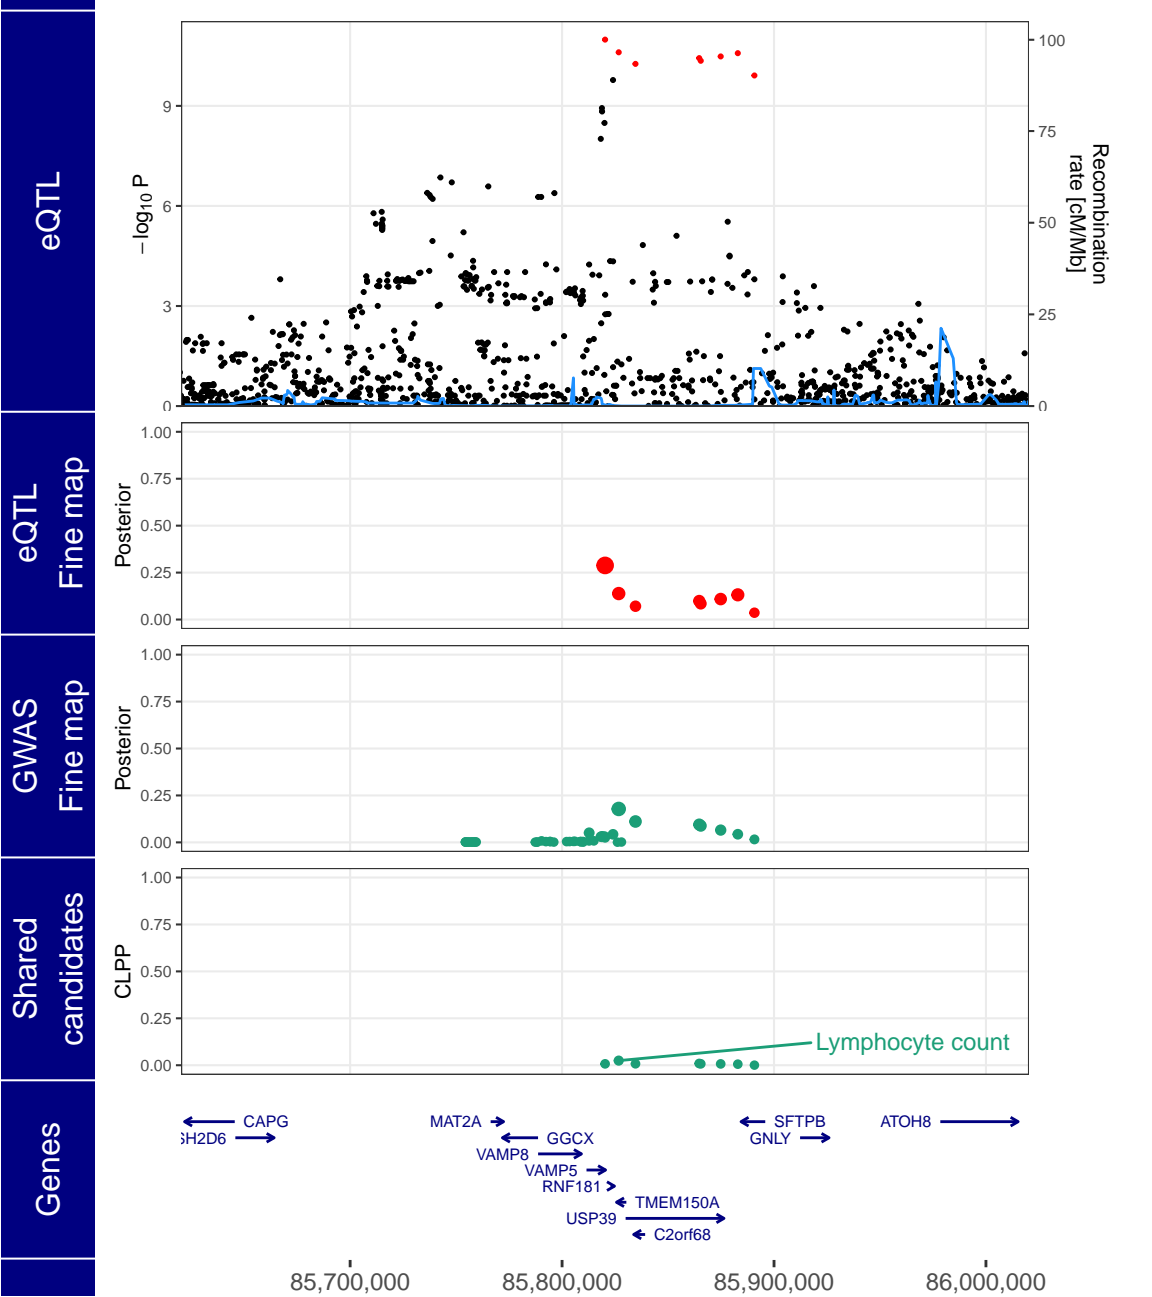 eQTL
−log10 P
9
6
3
0
100
75
50
25
0
Recombination
rate [cM/Mb]
eQTL
Fine map
Posterior
1.00
0.75
0.50
0.25
0.00
GWAS
Fine map
Posterior
1.00
0.75
0.50
0.25
0.00
Shared
candidates
CLPP
1.00
0.75
0.50
0.25
0.00
Lymphocyte count
Genes
CAPG
MAT2A
SFTPB
ATOH8
SH2D6
GGCX
GNLY
VAMP8
VAMP5
RNF181
TMEM150A
USP39
C2orf68
85,700,000
85,800,000
85,900,000
86,000,000